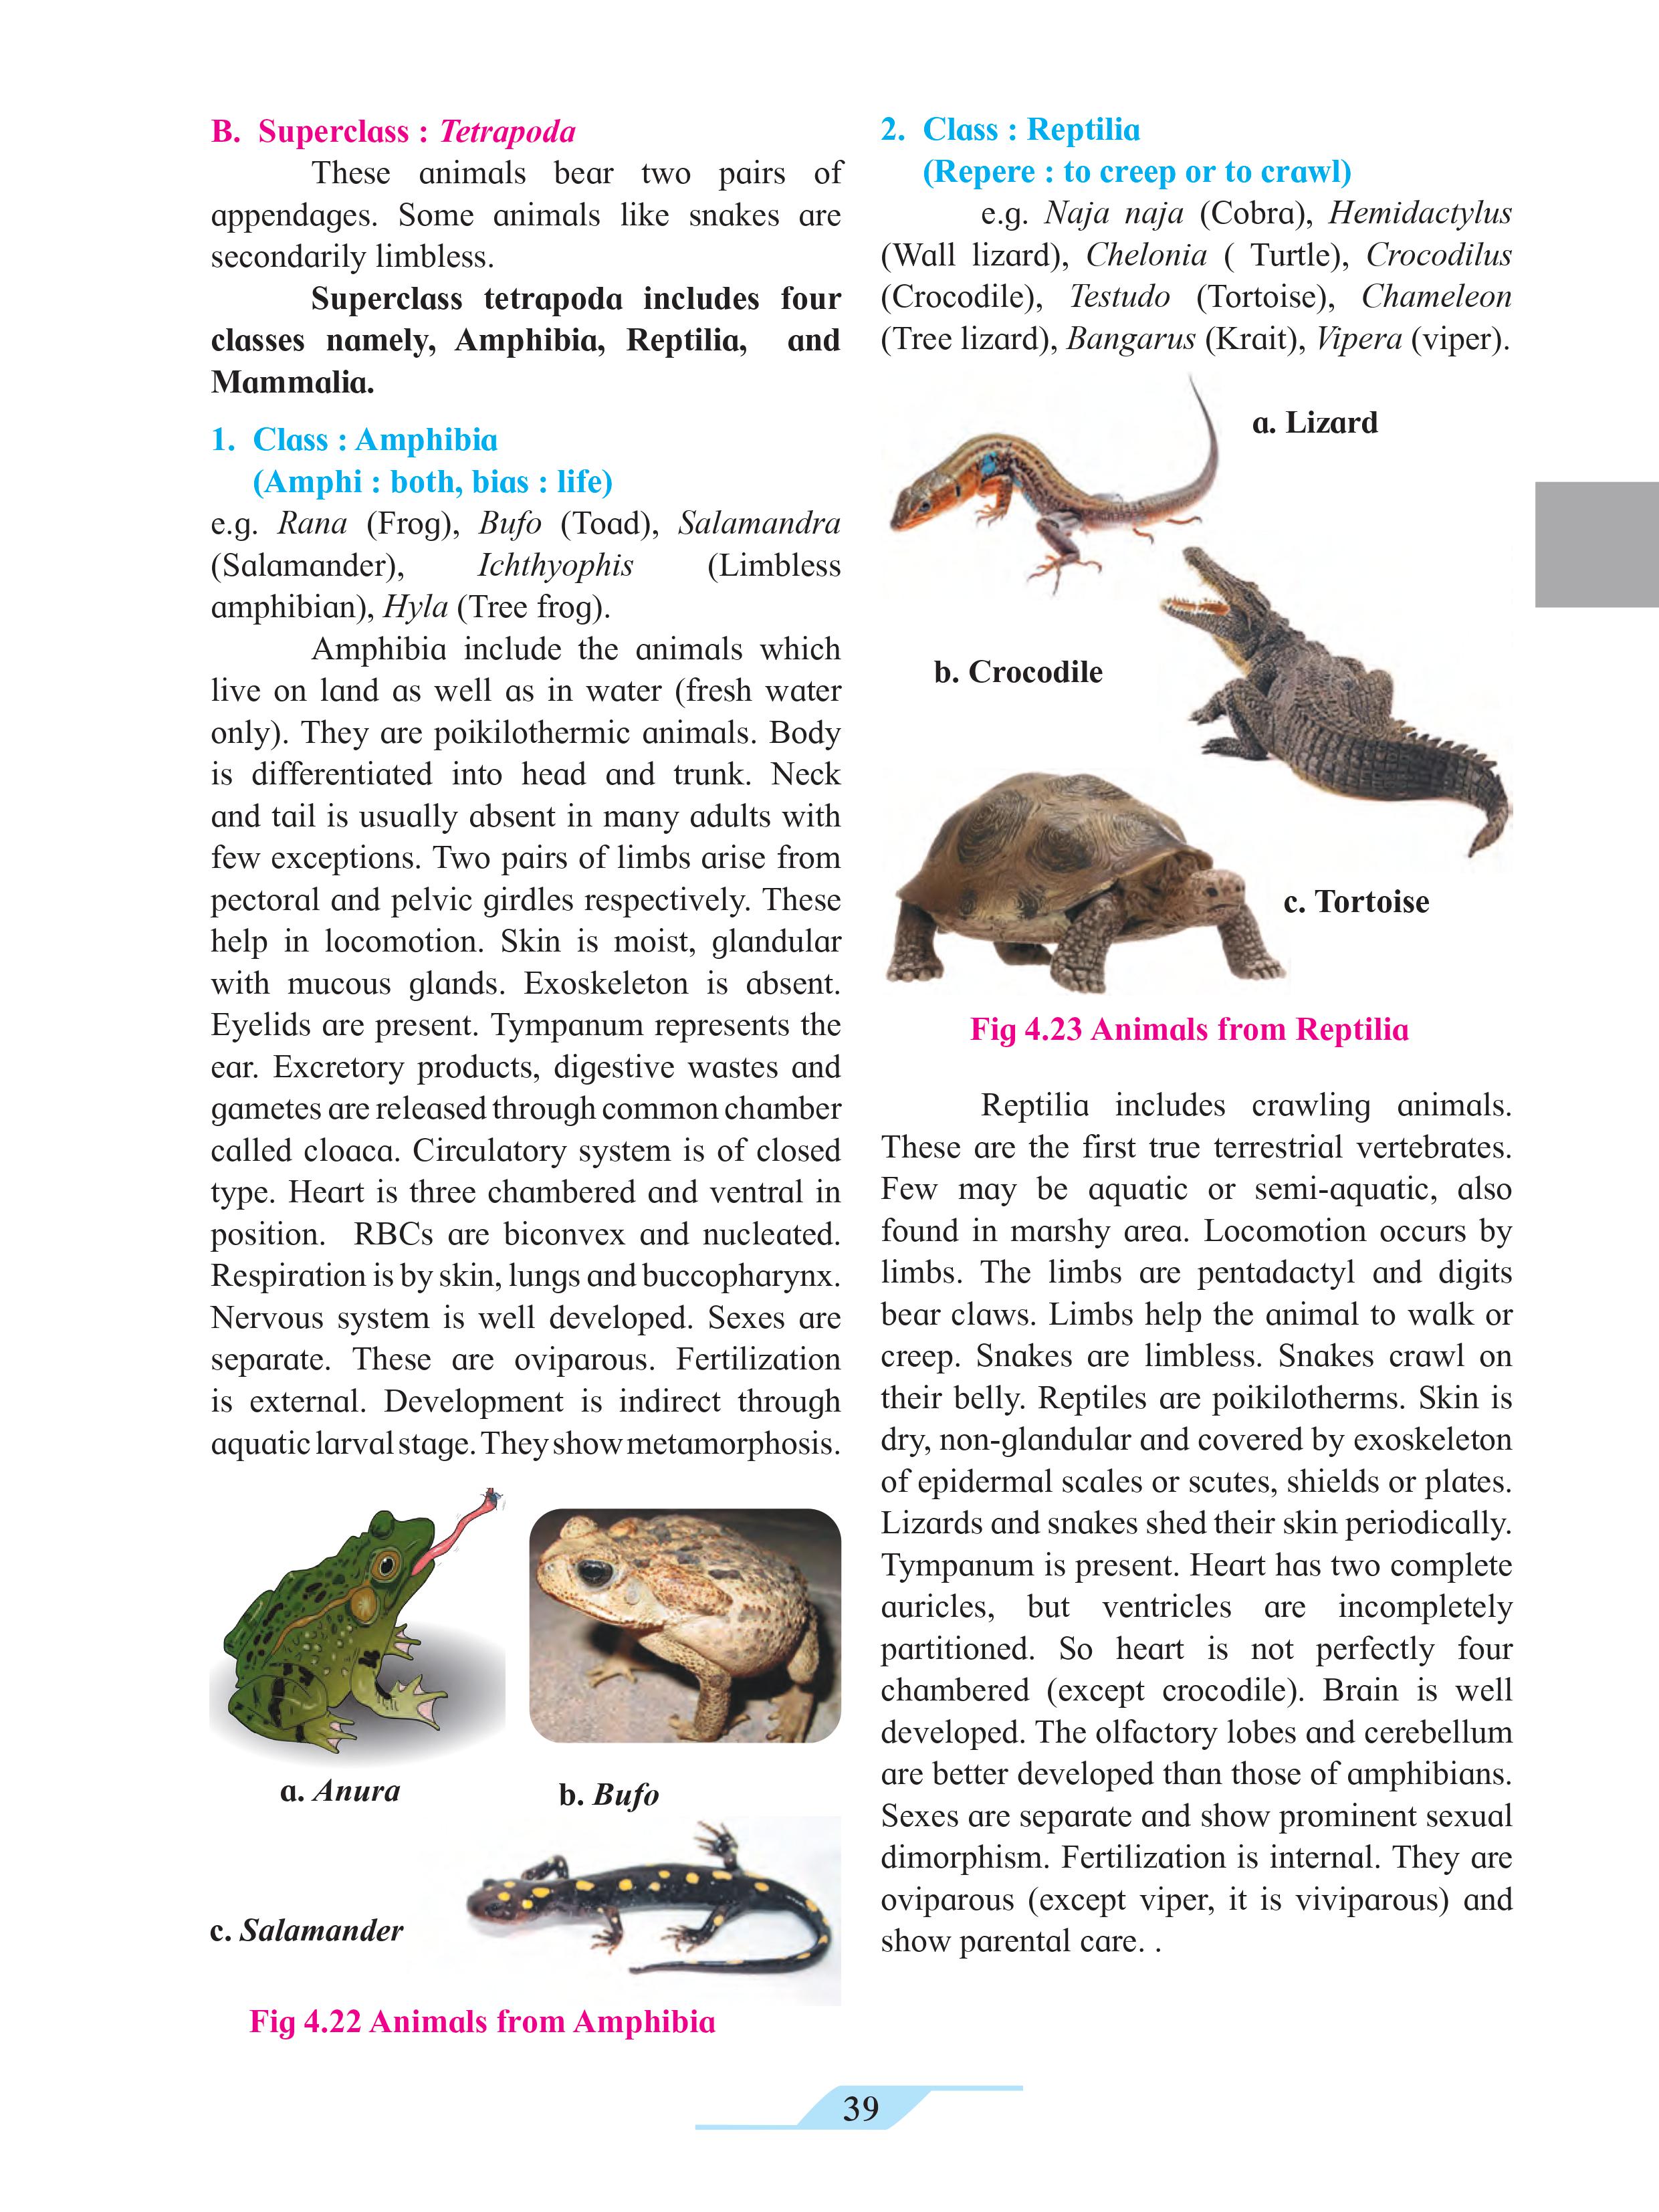 B. Superclass : Tetrapoda
These animals bear two pairs of
appendages. Some animals like snakes are
secondarily limbless.
Superclass tetrapoda includes four
classes namely, Amphibia, Reptilia, and
Mammalia.
1. Class : Amphibia
(Amphi : both, bias : life)
e.g. Rana (Frog), Bufo (Toad), Salamandra
(Salamander), Ichthyophis (Limbless
amphibian), Hyla (Tree frog).
Amphibia include the animals which
live on land as well as in water (fresh water
only). They are poikilothermic animals. Body
is differentiated into head and trunk. Neck
and tail is usually absent in many adults with
few exceptions. Two pairs of limbs arise from
pectoral and pelvic girdles respectively. These
help in locomotion. Skin is moist, glandular
with mucous glands. Exoskeleton is absent.
Eyelids are present. Tympanum represents the
ear. Excretory products, digestive wastes and
gametes are released through common chamber
called cloaca. Circulatory system is of closed
type. Heart is three chambered and ventral in
position. RBCs are biconvex and nucleated.
Respiration is by skin, lungs and buccopharynx.
Nervous system is well developed. Sexes are
separate. These are oviparous. Fertilization
is external. Development is indirect through
aquatic larval stage. They show metamorphosis.
a. Anura
b. Bufo
c. Salamander
Fig 4.22 Animals from Amphibia
2. Class : Reptilia
(Repere : to creep or to crawl)
e.g. Naja naja (Cobra), Hemidactylus
(Wall lizard), Chelonia ( Turtle), Crocodilus
(Crocodile), Testudo (Tortoise), Chameleon
(Tree lizard), Bangarus (Krait), Vipera (viper).
a. Lizard
b. Crocodile
c. Tortoise
Fig 4.23 Animals from Reptilia
Reptilia includes crawling animals.
These are the first true terrestrial vertebrates.
Few may be aquatic or semi-aquatic, also
found in marshy area. Locomotion occurs by
limbs. The limbs are pentadactyl and digits
bear claws. Limbs help the animal to walk or
creep. Snakes are limbless. Snakes crawl on
their belly. Reptiles are poikilotherms. Skin is
dry, non-glandular and covered by exoskeleton
of epidermal scales or scutes, shields or plates.
Lizards and snakes shed their skin periodically.
Tympanum is present. Heart has two complete
auricles, but ventricles are incompletely
partitioned. So heart is not perfectly four
chambered (except crocodile). Brain is well
developed. The olfactory lobes and cerebellum
are better developed than those of amphibians.
Sexes are separate and show prominent sexual
dimorphism. Fertilization is internal. They are
oviparous (except viper, it is viviparous) and
show parental care. .
39